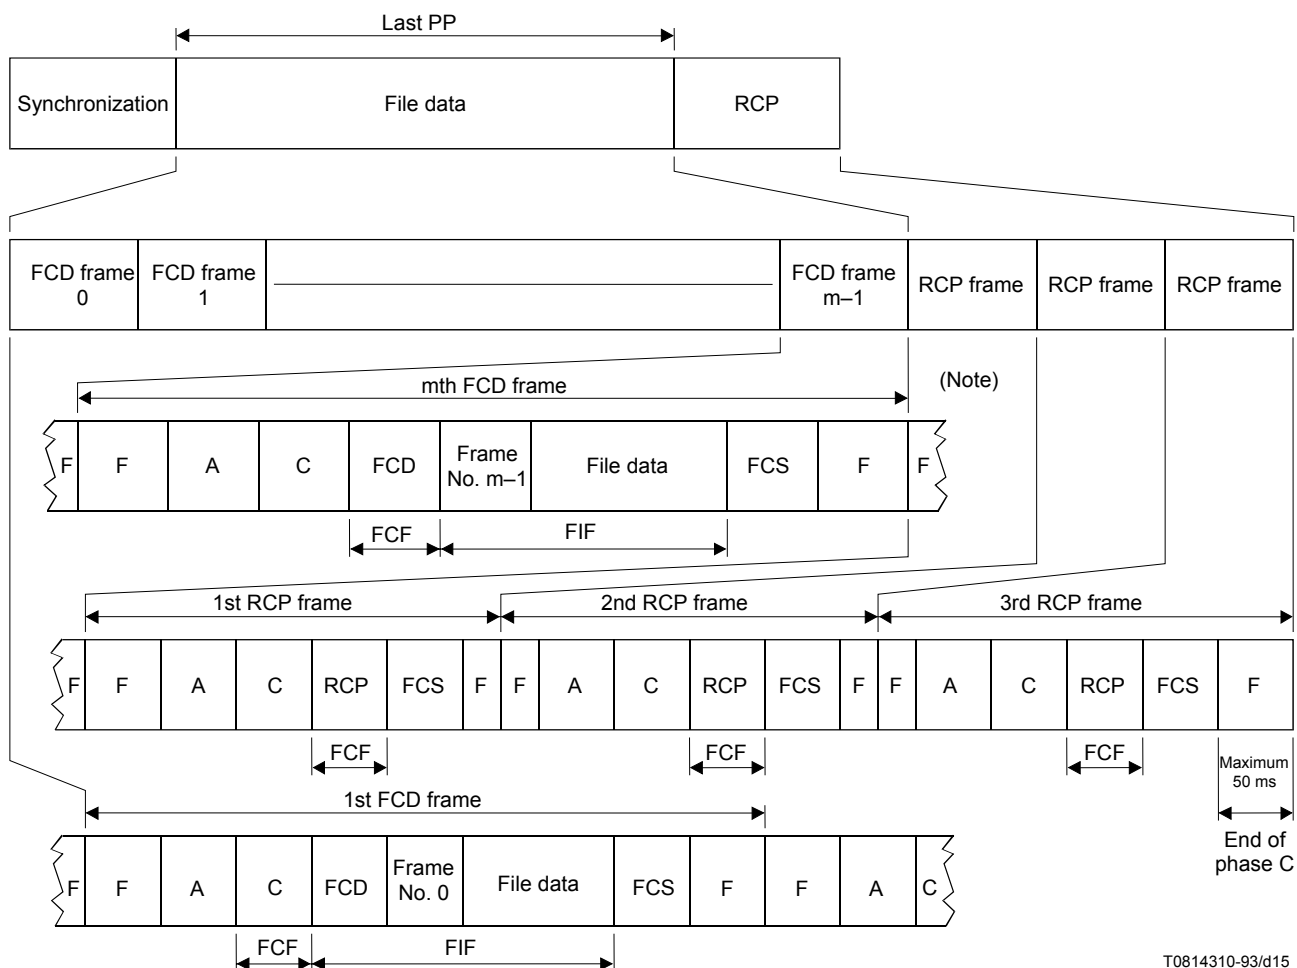 Last PP
Synchronization
File data
RCP
FCD frame
0
FCD frame
1
FCD frame
m–1
RCP frame
RCP frame
RCP frame
mth FCD frame
(Note)
F
F
A
C
FCD
Frame
No. m–1
File data
FCS
F
F
FCF
FIF
1st RCP frame
2nd RCP frame
3rd RCP frame
F
F
A
C
RCP
FCS
F
F
A
C
RCP
FCS
F
F
A
C
RCP
FCS
F
FCF
FCF
FCF
Maximum
50 ms
End of
phase C
1st FCD frame
F
F
A
C
FCD
Frame
No. 0
File data
FCS
F
F
A
C
FCF
FIF
T0814310-93/d15